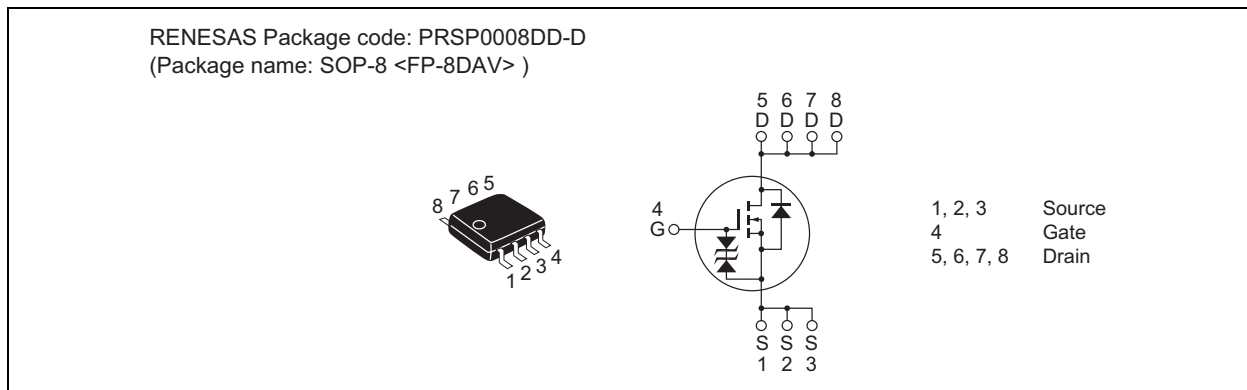 RENESAS Package code: PRSP0008DD-D
(Package name: SOP-8 <FP-8DAV> )
5 6 7 8
D D D D
8 7 6 5
1 2 3 4
4
G
S S S
1 2 3
1, 2, 3 Source
4 Gate
5, 6, 7, 8 Drain